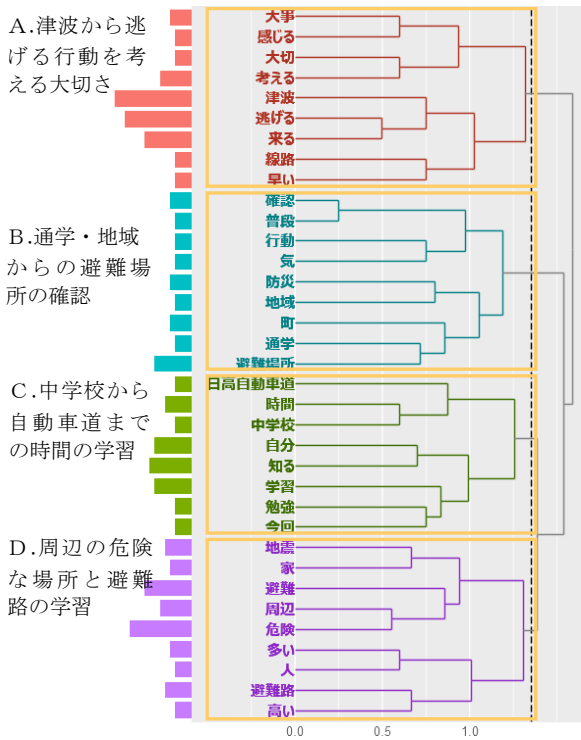 A.津波から逃
げる行動を考
える大切さ
大事
感じる
大切
考える
津波
逃げる
来る
線路
早い
B.通学・地域
からの避難場
所の確認
確認
普段
行動
気
防災
地域
町
通学
避難場所
C.中学校から
自動車道まで
の時間の学習
日高自動車道
時間
中学校
自分
知る
学習
勉強
今回
D.周辺の危険
な場所と避難
路の学習
地震
家
避難
周辺
危険
多い
人
避難路
高い
0.0 0.5 1.0